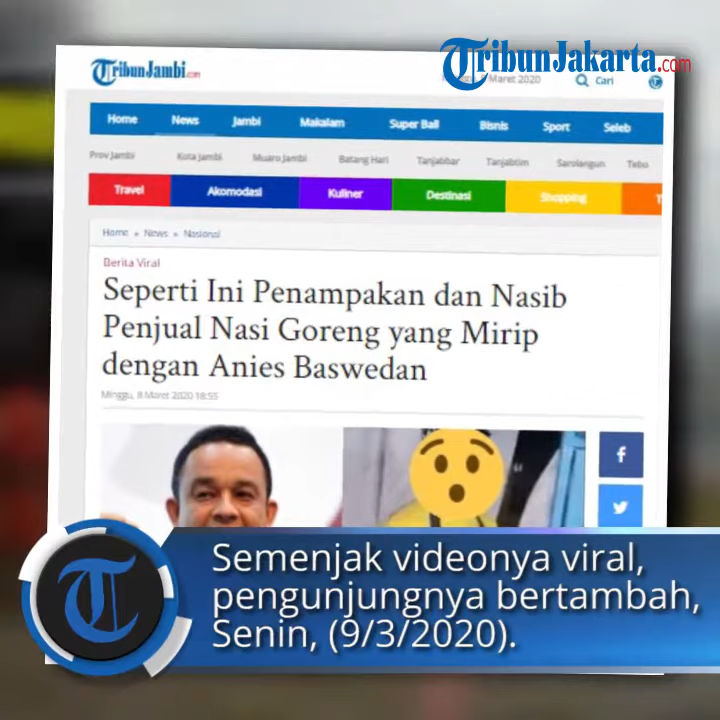 TribunJakarta.com
TribunJambi.com
Maret 2020
Cari
Home News Jambi Makalam Super Ball Bisnis Sport Seleb
Prov Jambi Kota Jambi Muaro Jambi Batang Hari Tanjabbar Tanjabtim Sarolangun Tebo
Travel Akomodasi Kuliner Destinasi Shopping
Home » News » Nasional
Berita Viral
Seperti Ini Penampakan dan Nasib
Penjual Nasi Goreng yang Mirip
dengan Anies Baswedan
Minggu, 8 Maret 2020 18:55
f
Semenjak videonya viral,
pengunjungnya bertambah,
Senin, (9/3/2020).